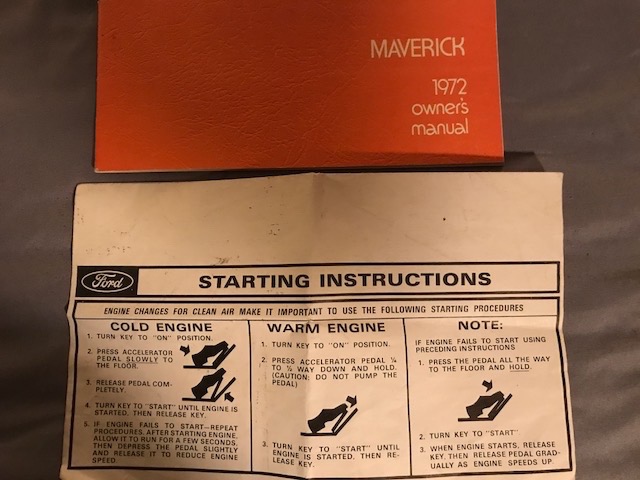 MAVERICK
1972
owner's
manual
Ford
STARTING INSTRUCTIONS
ENGINE CHANGES FOR CLEAN AIR MAKE IT IMPORTANT TO USE THE FOLLOWING STARTING PROCEDURES
COLD ENGINE
1. TURN KEY TO "ON" POSITION.
2. PRESS ACCELERATOR
PEDAL SLOWLY TO
THE FLOOR.
3. RELEASE PEDAL COM-
PLETELY.
4. TURN KEY TO "START" UNTIL ENGINE IS
STARTED, THEN RELEASE KEY.
5. IF ENGINE FAILS TO START—REPEAT
PROCEDURES. AFTER STARTING ENGINE,
ALLOW IT TO RUN FOR A FEW SECONDS,
THEN DEPRESS THE PEDAL SLIGHTLY
AND RELEASE IT TO REDUCE ENGINE
SPEED.
WARM ENGINE
1. TURN KEY TO "ON" POSITION.
2. PRESS ACCELERATOR PEDAL ¼
TO ½ WAY DOWN AND HOLD.
(CAUTION: DO NOT PUMP THE
PEDAL)
3. TURN KEY TO "START" UNTIL
ENGINE IS STARTED, THEN RE-
LEASE KEY.
NOTE:
IF ENGINE FAILS TO START USING
PRECEDING INSTRUCTIONS
1. PRESS THE PEDAL ALL THE WAY
TO THE FLOOR AND HOLD.
2. TURN KEY TO "START"
3. WHEN ENGINE STARTS, RELEASE
KEY, THEN RELEASE PEDAL GRAD-
UALLY AS ENGINE SPEEDS UP.